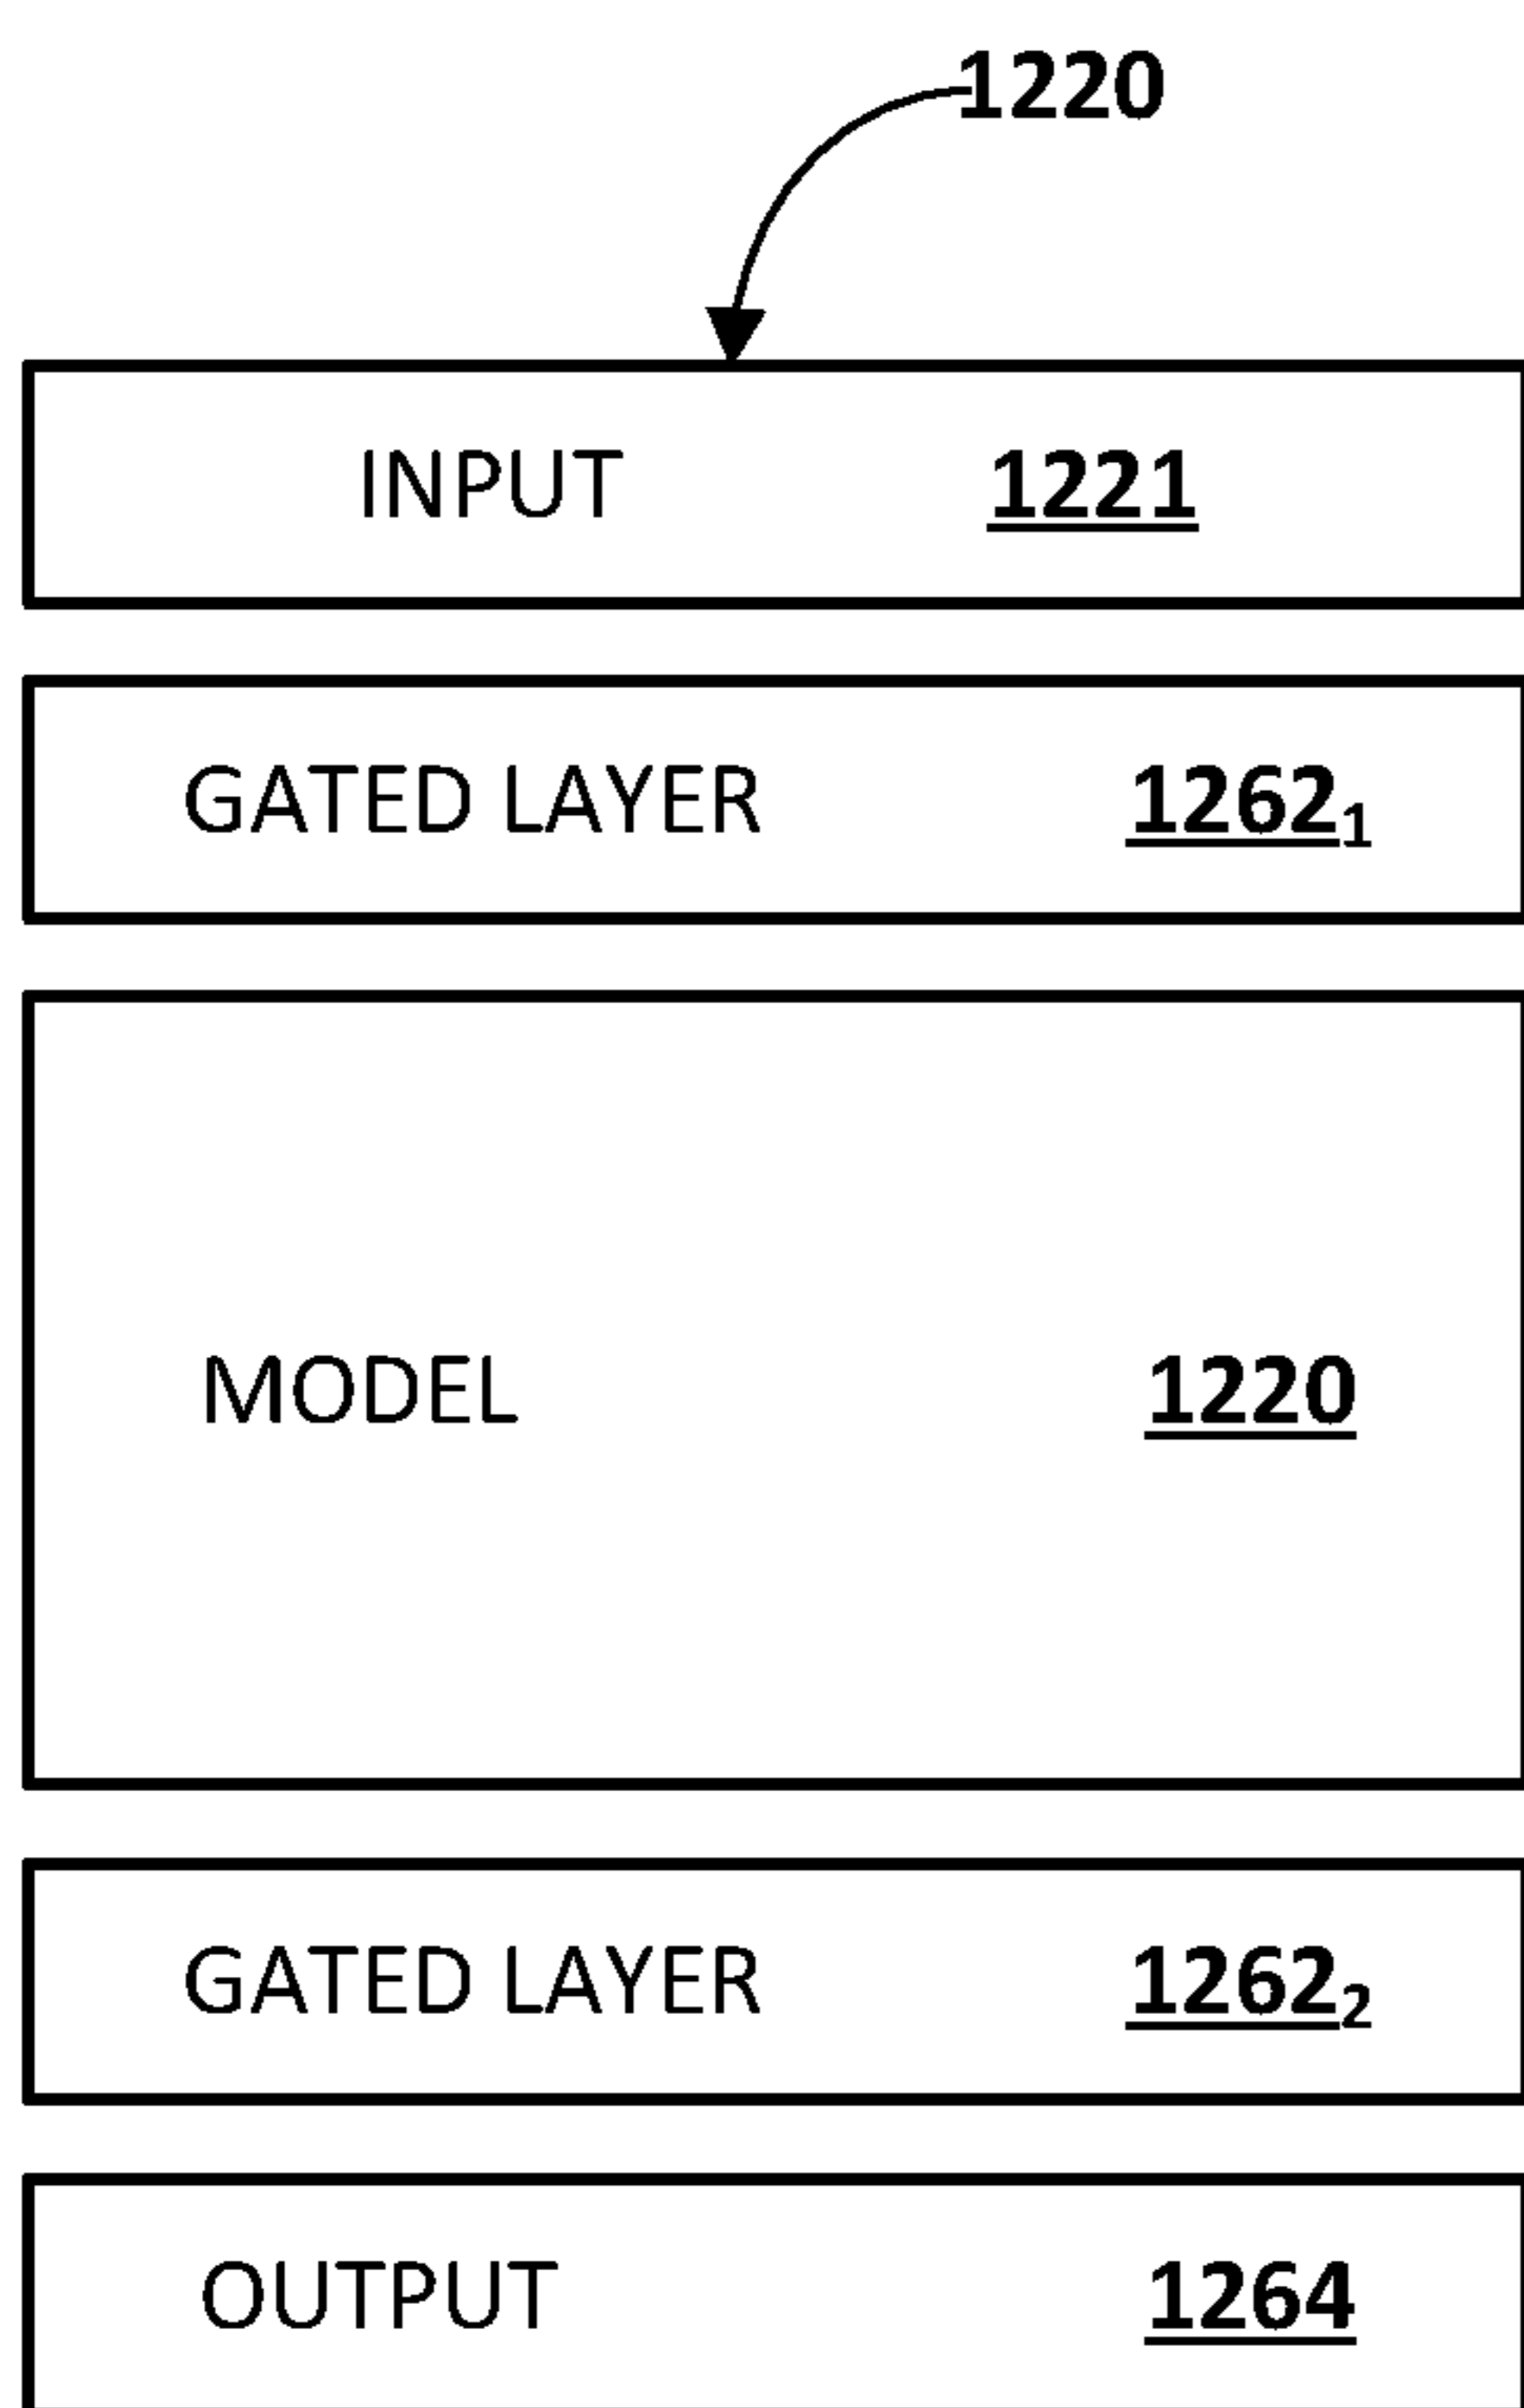 1220
INPUT 1221
GATED LAYER 1262₁
MODEL 1220
GATED LAYER 1262₂
OUTPUT 1264